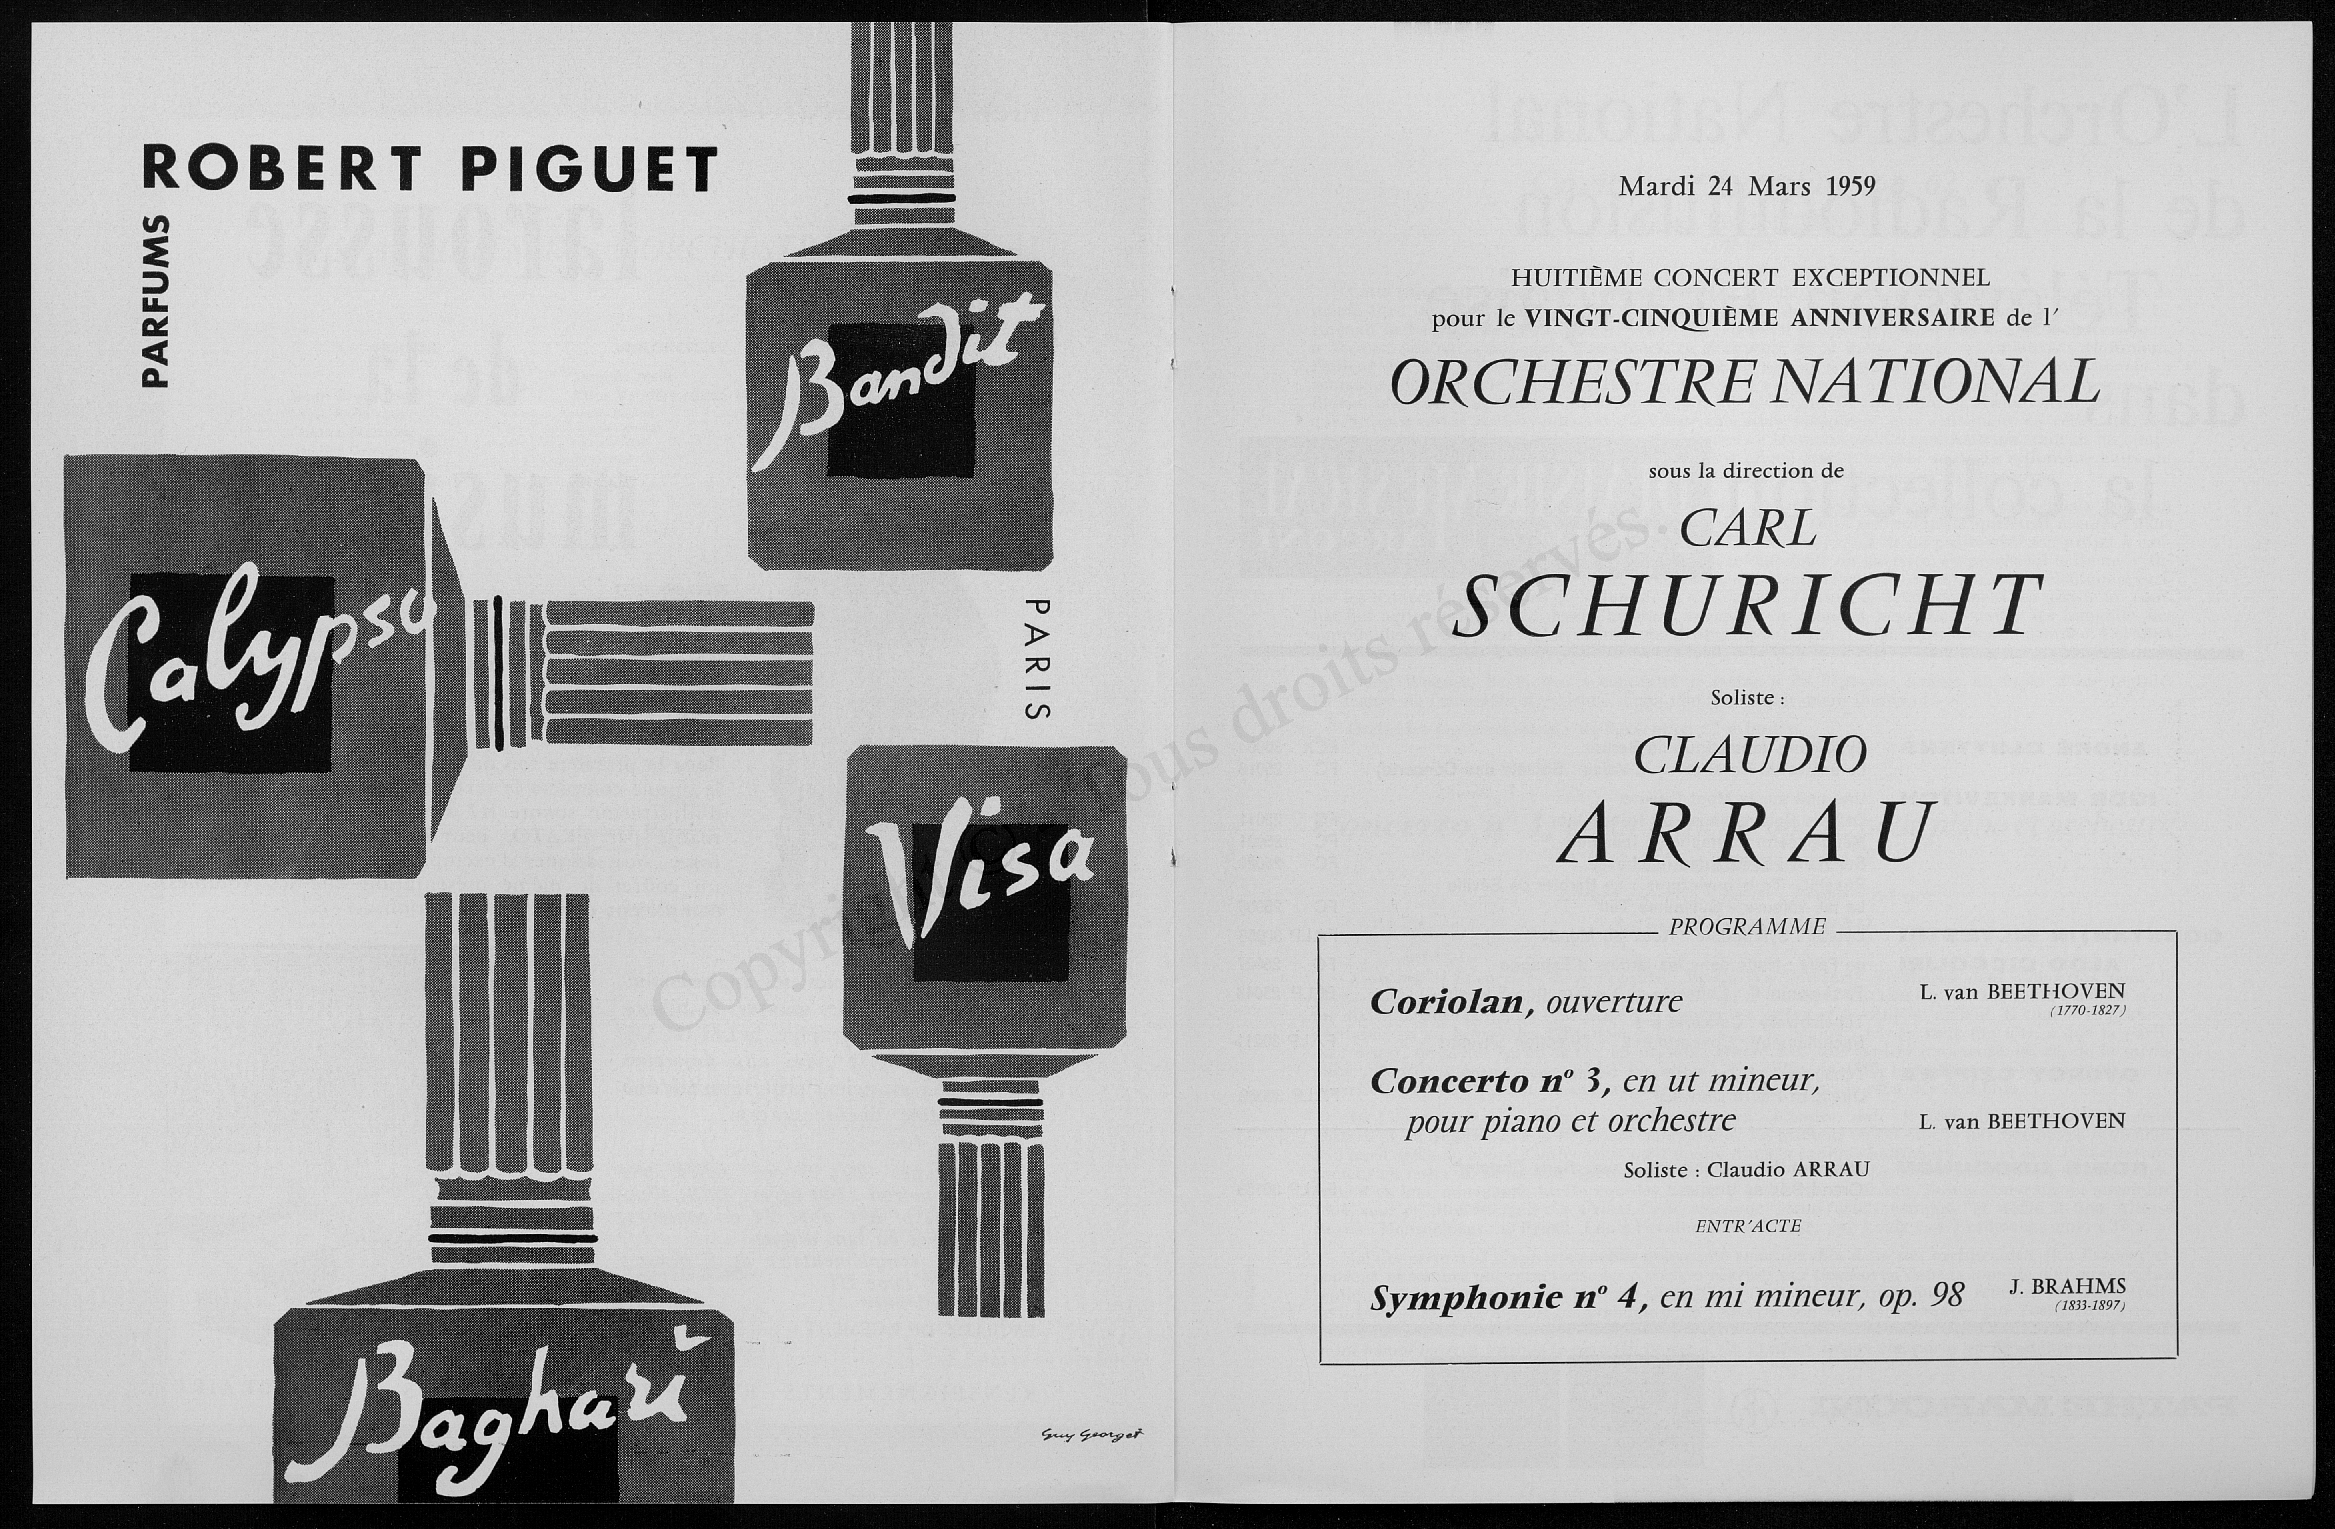 ROBERT PIGUET
PARFUMS
Bandit
Calypso
PARIS
Visa
Baghari
Guy Georget
Mardi 24 Mars 1959
HUITIÈME CONCERT EXCEPTIONNEL
pour le VINGT-CINQUIÈME ANNIVERSAIRE de l'
ORCHESTRE NATIONAL
sous la direction de
CARL
SCHURICHT
Soliste :
CLAUDIO
ARRAU
PROGRAMME
Coriolan, ouverture L. van BEETHOVEN
(1770-1827)
Concerto nº 3, en ut mineur,
pour piano et orchestre L. van BEETHOVEN
Soliste : Claudio ARRAU
ENTR'ACTE
Symphonie nº 4, en mi mineur, op. 98 J. BRAHMS
(1833-1897)
Copyright (C) - Tous droits réservés.